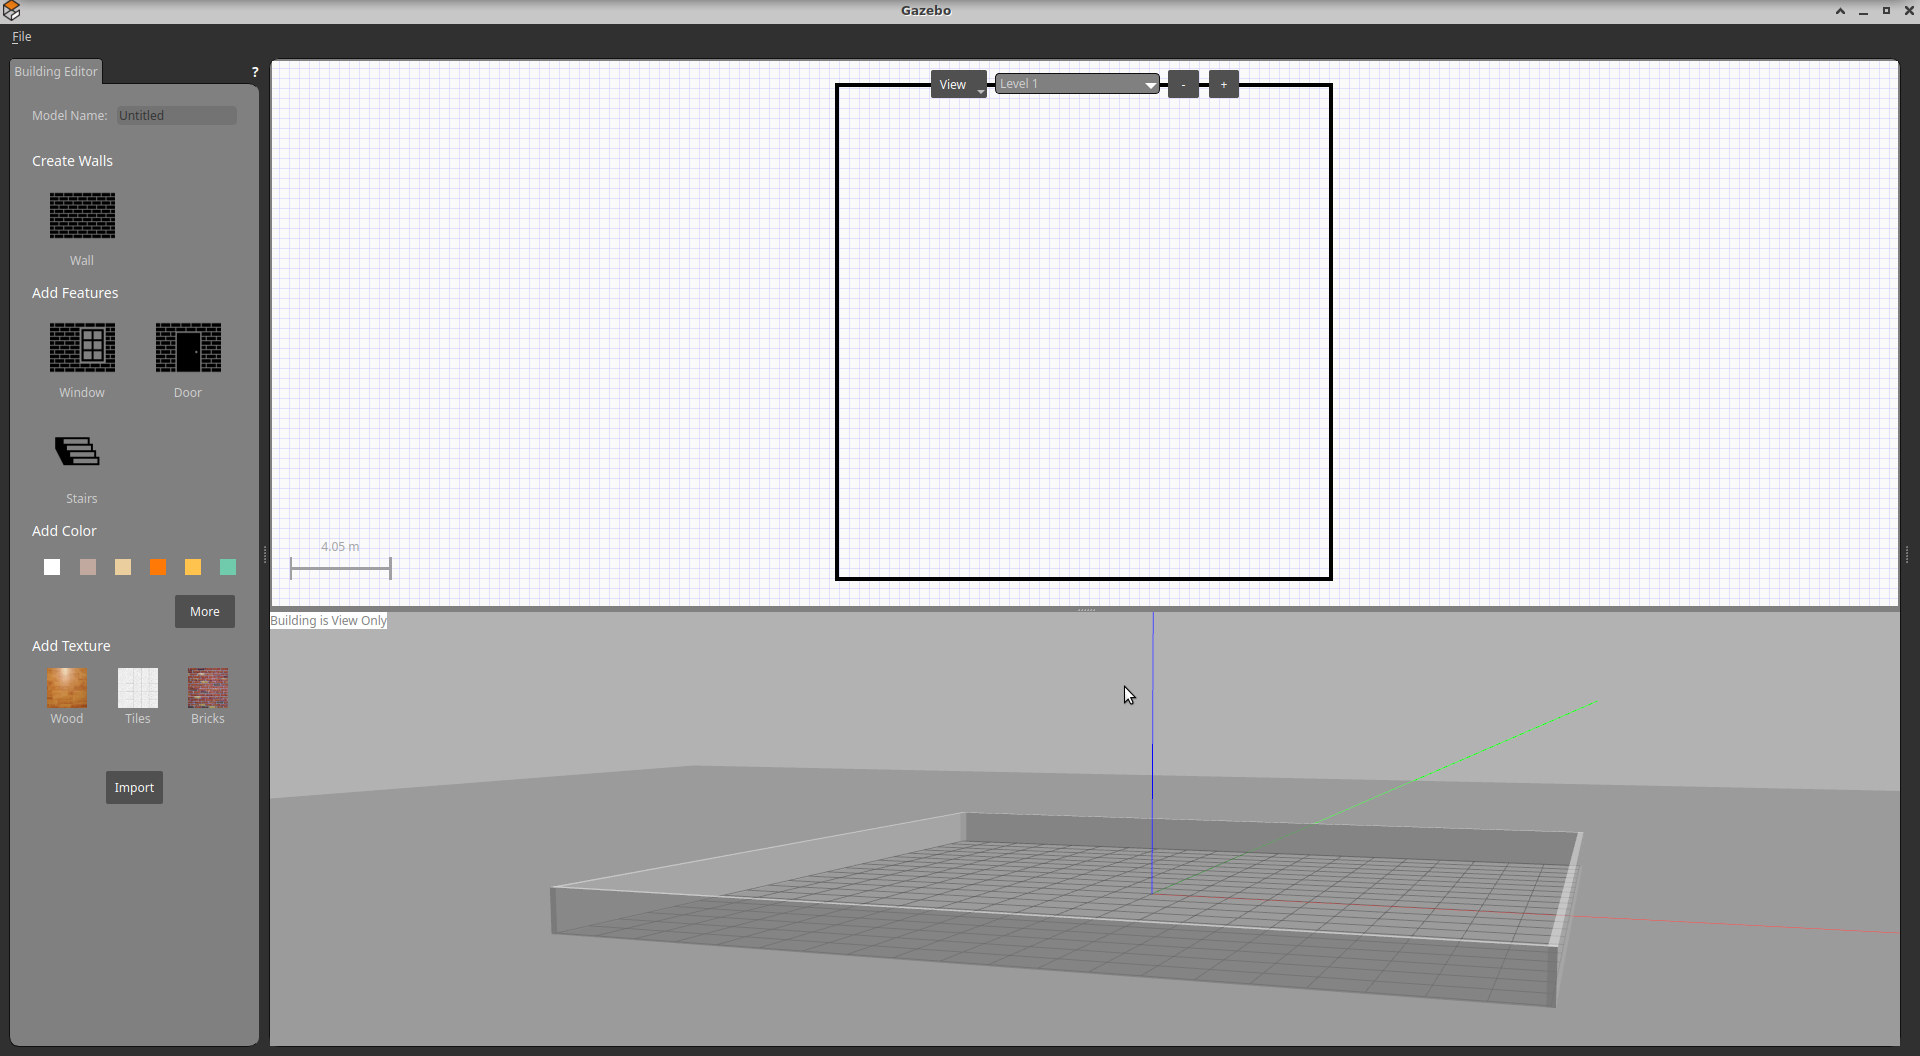 Gazebo
File
Building Editor
?
Model Name: Untitled
Create Walls
Wall
Add Features
Window
Door
Stairs
Add Color
More
Add Texture
Wood
Tiles
Bricks
Import
View
Level 1
-
+
4.05 m
Building is View Only